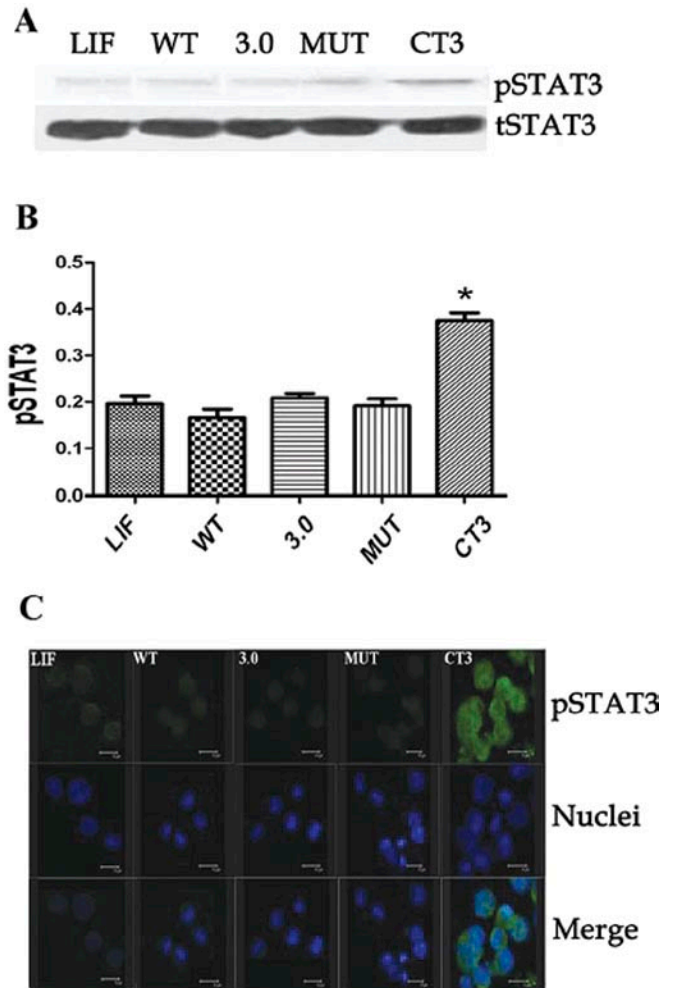 A
LIF WT 3.0 MUT CT3
pSTAT3
tSTAT3
B
pSTAT3
0.5
0.4
0.3
0.2
0.1
0.0
*
LIF WT 3.0 MUT CT3
C
LIF WT 3.0 MUT CT3
pSTAT3
Nuclei
Merge